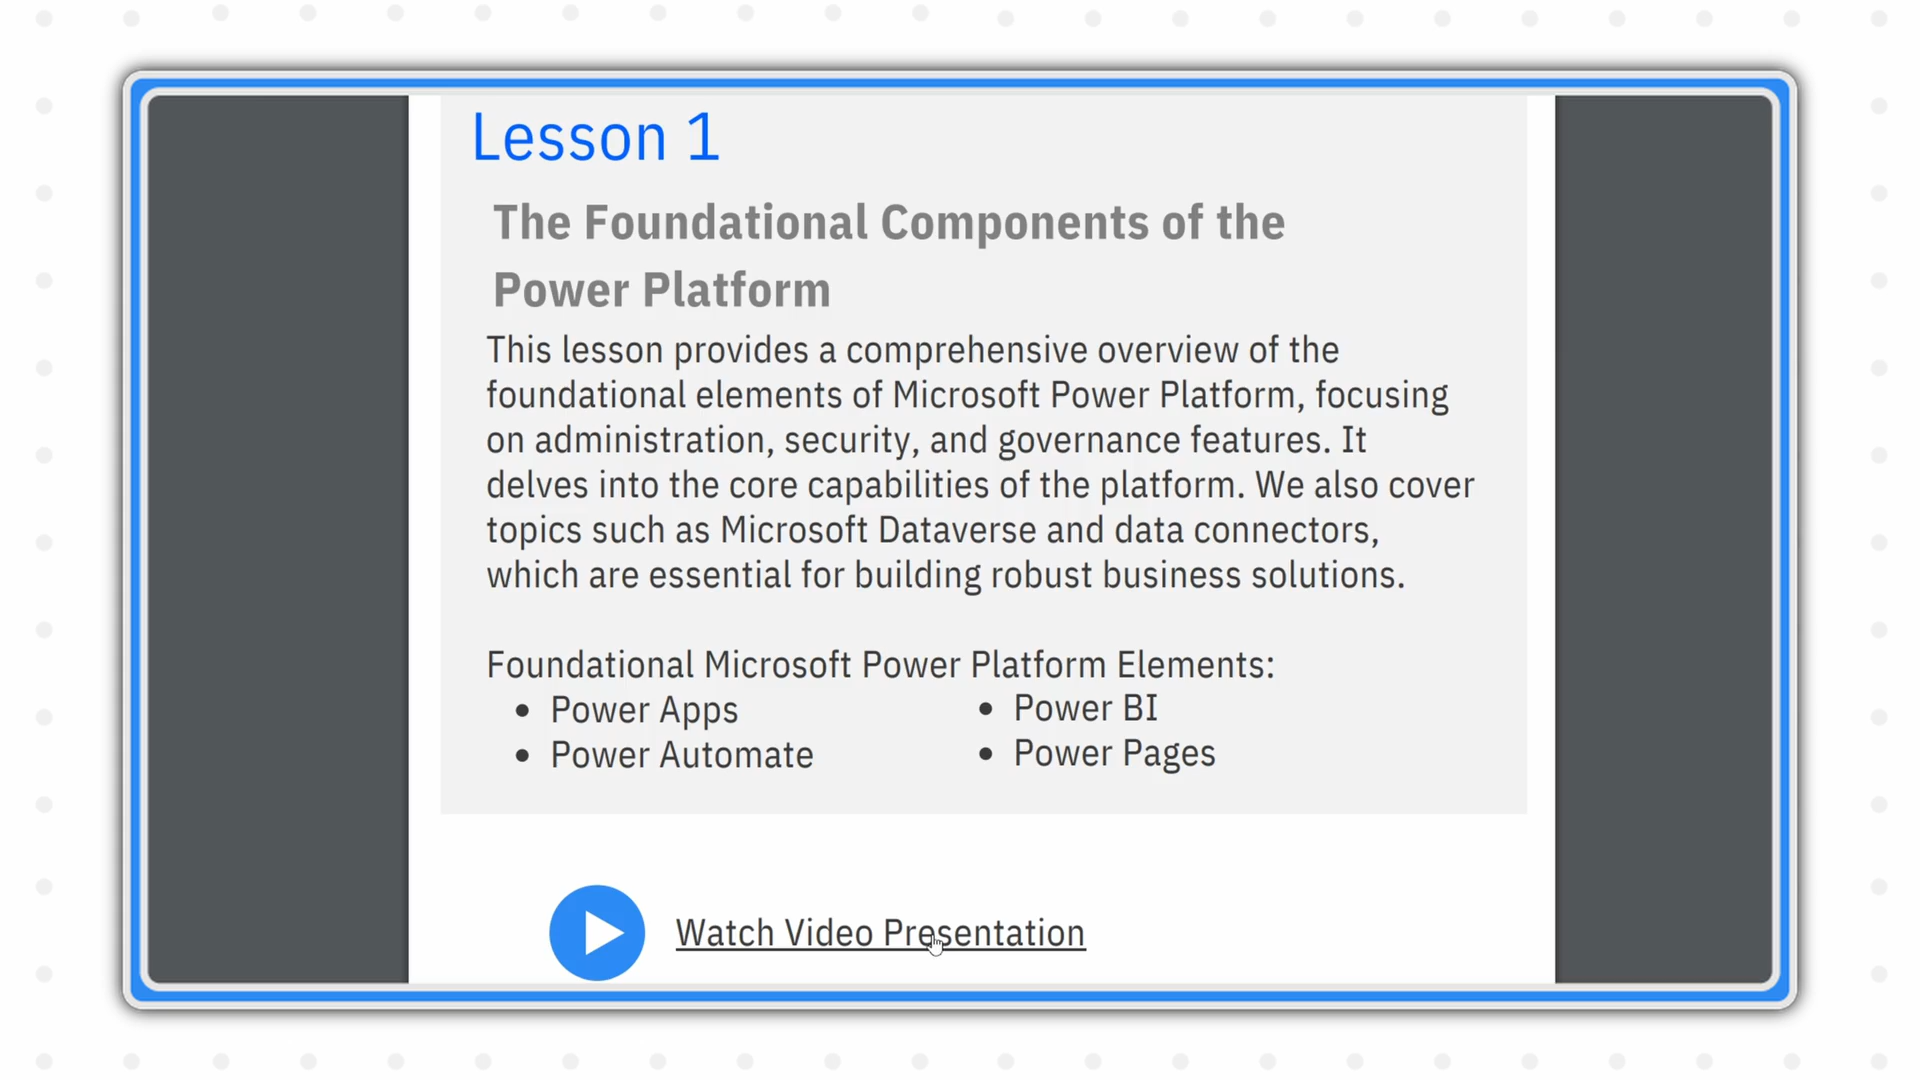 Lesson 1
The Foundational Components of the
Power Platform
This lesson provides a comprehensive overview of the
foundational elements of Microsoft Power Platform, focusing
on administration, security, and governance features. It
delves into the core capabilities of the platform. We also cover
topics such as Microsoft Dataverse and data connectors,
which are essential for building robust business solutions.
Foundational Microsoft Power Platform Elements:
• Power Apps
• Power Automate
• Power BI
• Power Pages
Watch Video Presentation